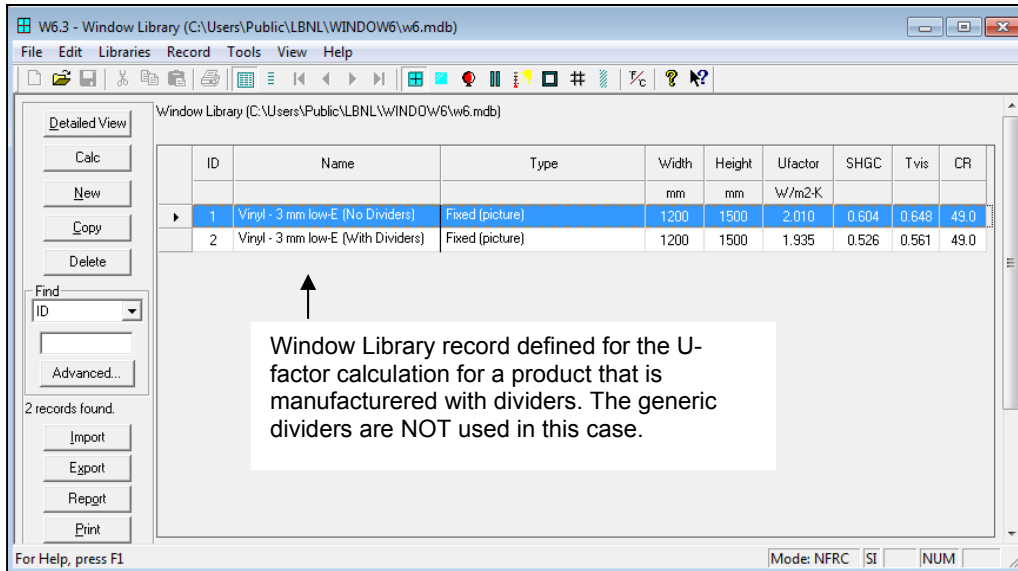 W6.3 - Window Library (C:\Users\Public\LBNL\WINDOW6\w6.mdb)
File Edit Libraries Record Tools View Help
Window Library (C:\Users\Public\LBNL\WINDOW6\w6.mdb)
Detailed View
Calc
New
Copy
Delete
Find
ID
Advanced...
2 records found.
Import
Export
Report
Print
ID Name Type Width Height Ufactor SHGC Tvis CR
mm mm W/m2-K
1 Vinyl - 3 mm low-E (No Dividers) Fixed (picture) 1200 1500 2.010 0.604 0.648 49.0
2 Vinyl - 3 mm low-E (With Dividers) Fixed (picture) 1200 1500 1.935 0.526 0.561 49.0
Window Library record defined for the U-
factor calculation for a product that is
manufacturered with dividers. The generic
dividers are NOT used in this case.
For Help, press F1
Mode: NFRC SI NUM